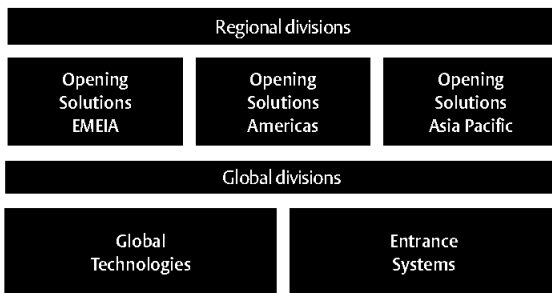 Regional divisions
Opening
Solutions
EMEIA
Opening
Solutions
Americas
Opening
Solutions
Asia Pacific
Global divisions
Global
Technologies
Entrance
Systems